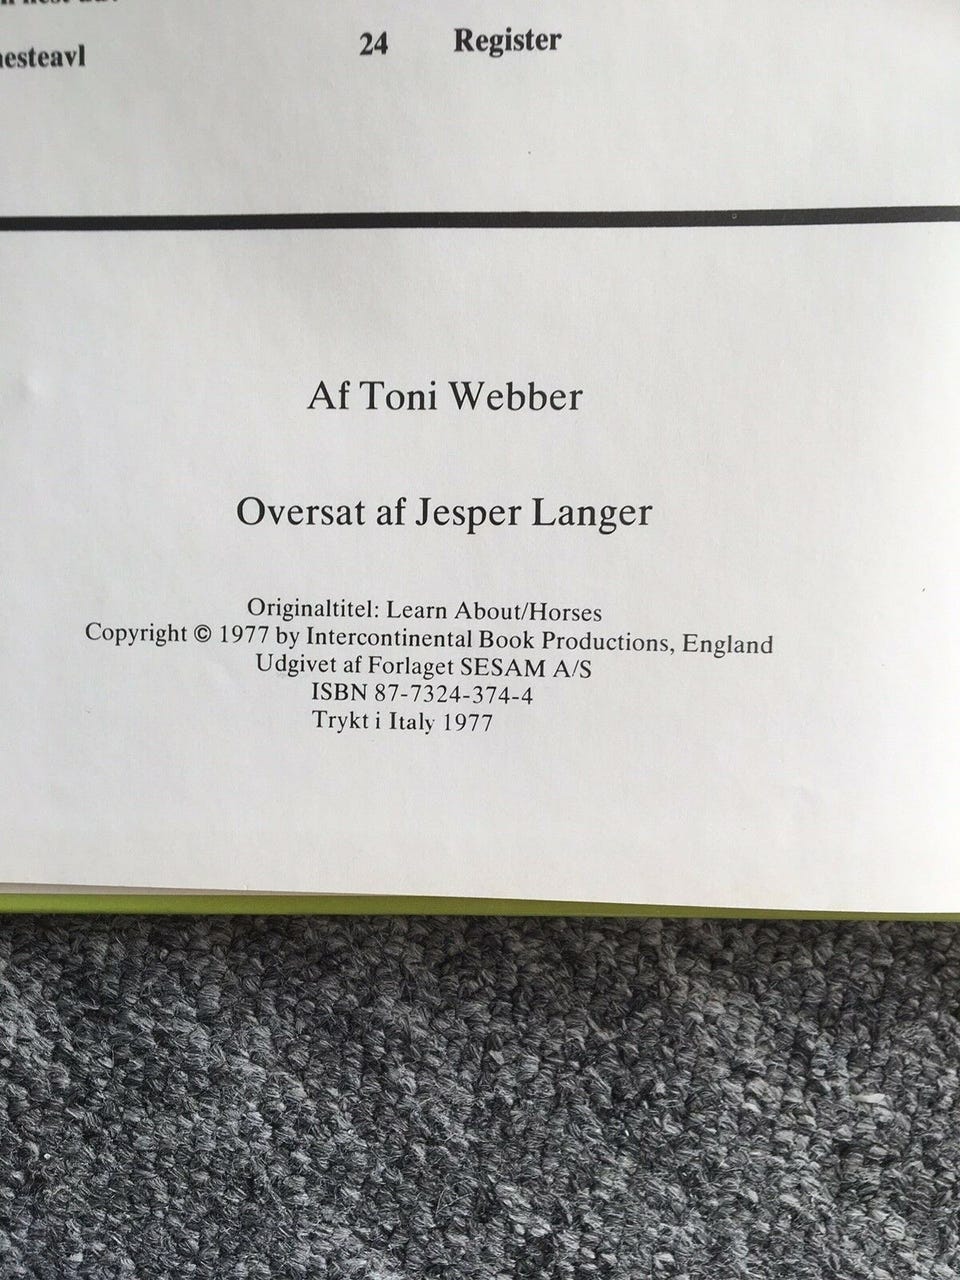 24 Register
Af Toni Webber
Oversat af Jesper Langer
Originaltitel: Learn About/Horses
Copyright © 1977 by Intercontinental Book Productions, England
Udgivet af Forlaget SESAM A/S
ISBN 87-7324-374-4
Trykt i Italy 1977